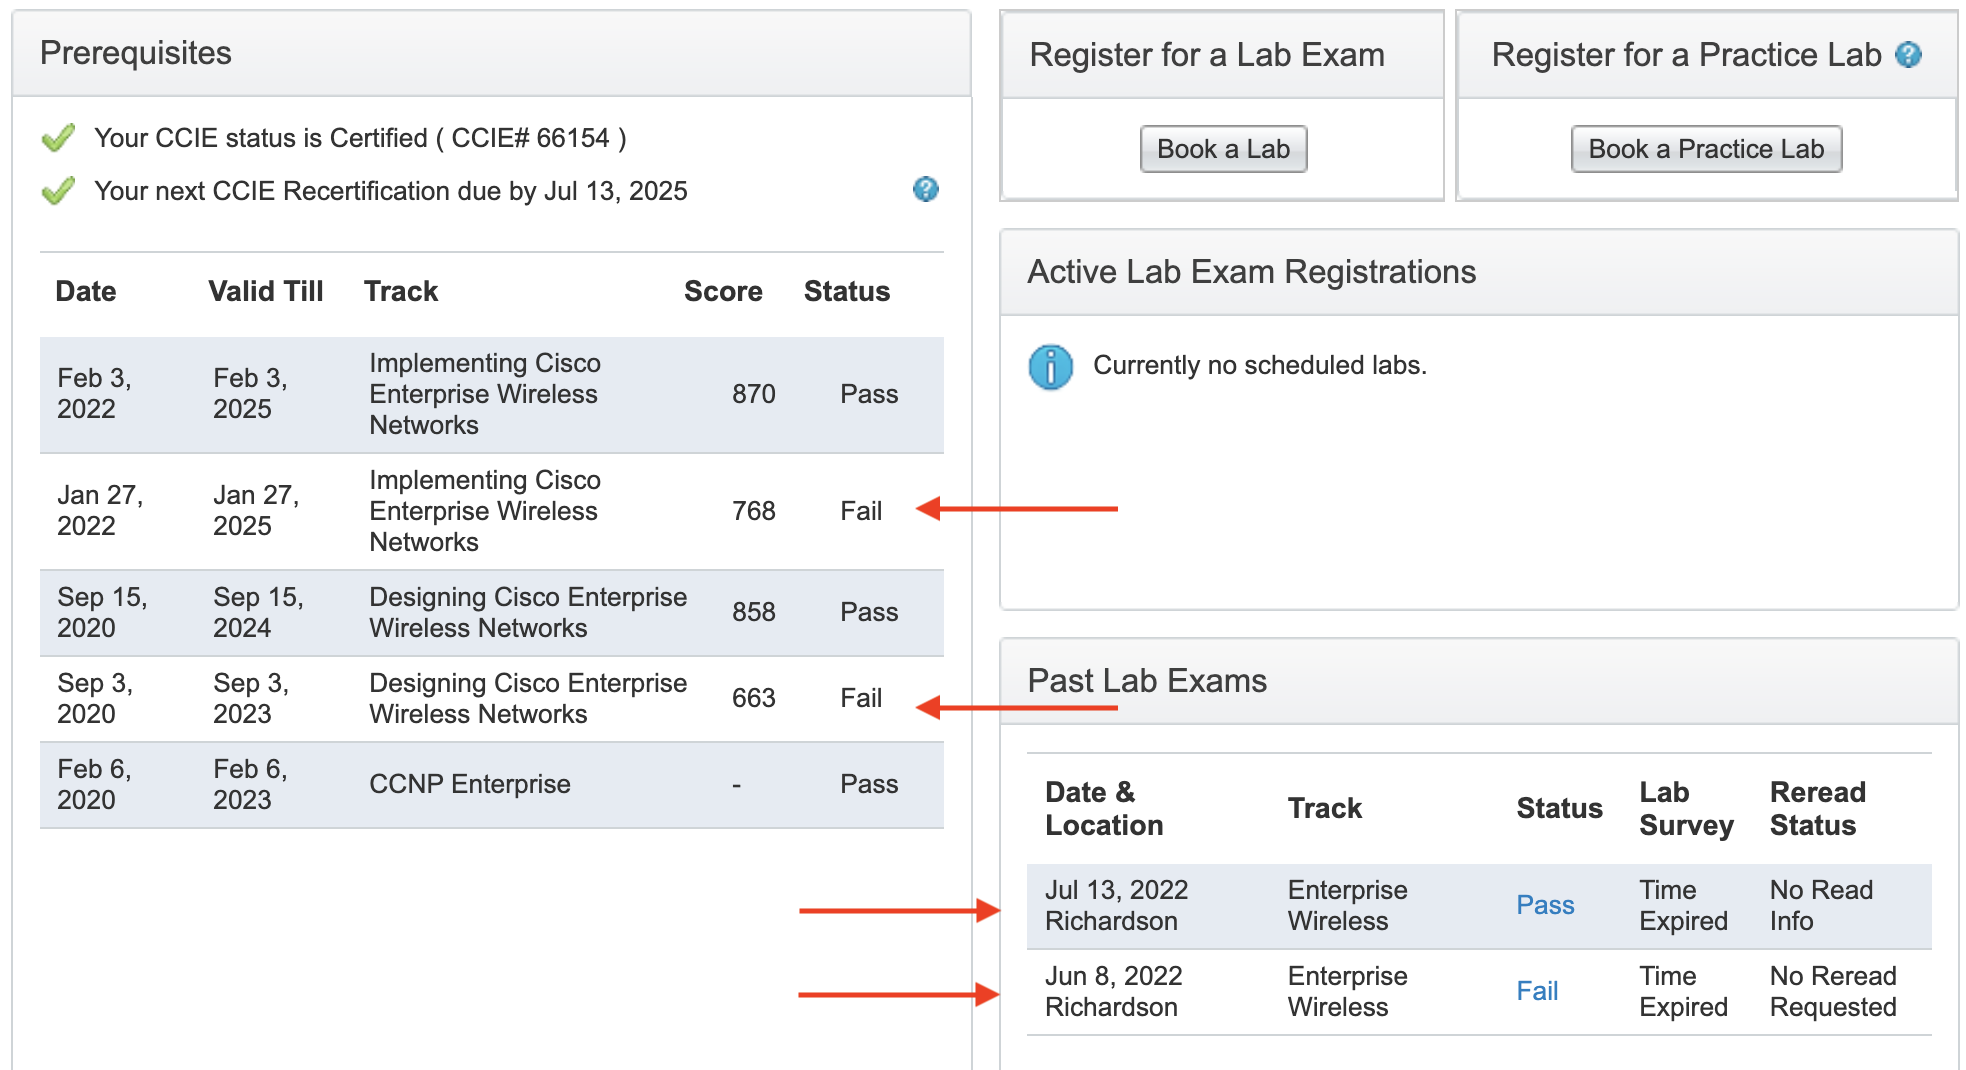 Prerequisites
Your CCIE status is Certified ( CCIE# 66154 )
Your next CCIE Recertification due by Jul 13, 2025
Date Valid Till Track Score Status
Feb 3,
2022
Feb 3,
2025
Implementing Cisco
Enterprise Wireless
Networks
870
Pass
Jan 27,
2022
Jan 27,
2025
Implementing Cisco
Enterprise Wireless
Networks
768
Fail
Sep 15,
2020
Sep 15,
2024
Designing Cisco Enterprise
Wireless Networks
858
Pass
Sep 3,
2020
Sep 3,
2023
Designing Cisco Enterprise
Wireless Networks
663
Fail
Feb 6,
2020
Feb 6,
2023
CCNP Enterprise
-
Pass
Register for a Lab Exam
Book a Lab
Register for a Practice Lab
Book a Practice Lab
Active Lab Exam Registrations
Currently no scheduled labs.
Past Lab Exams
Date &
Location
Track
Status
Lab
Survey
Reread
Status
Jul 13, 2022
Richardson
Enterprise
Wireless
Pass
Time
Expired
No Read
Info
Jun 8, 2022
Richardson
Enterprise
Wireless
Fail
Time
Expired
No Reread
Requested